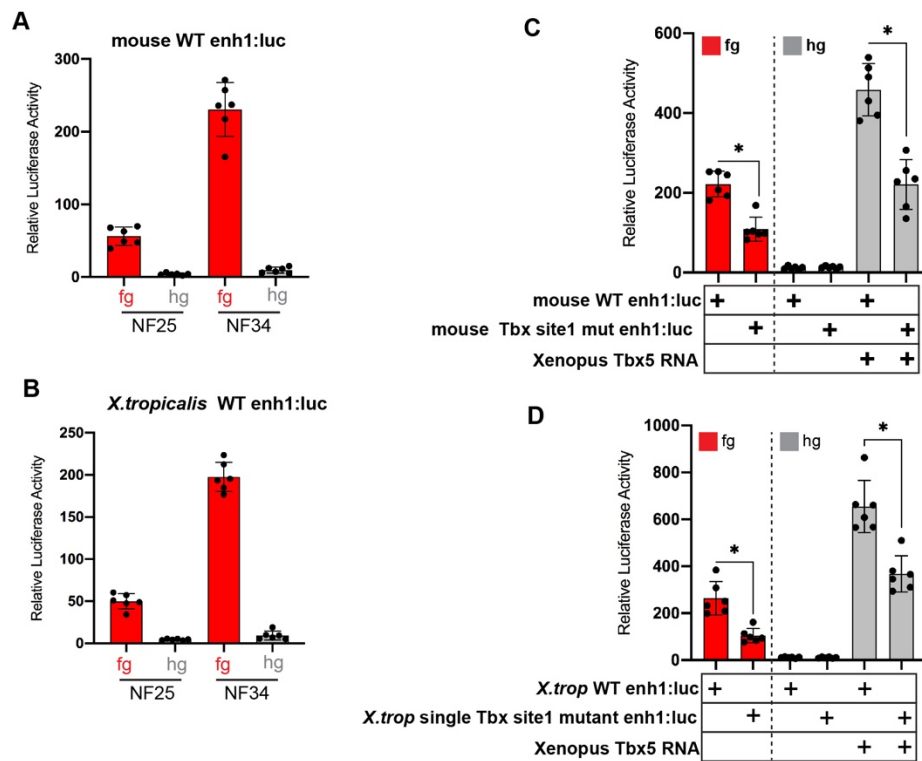 A
mouse WT enh1:luc
Relative Luciferase Activity
300
200
100
0
fg hg fg hg
NF25 NF34
B
X.tropicalis WT enh1:luc
Relative Luciferase Activity
250
200
150
100
50
0
fg hg fg hg
NF25 NF34
C
fg hg
Relative Luciferase Activity
600
400
200
0
* *
mouse WT enh1:luc + + +
mouse Tbx site1 mut enh1:luc + + +
Xenopus Tbx5 RNA + +
D
fg hg
Relative Luciferase Activity
1000
800
600
400
200
0
* *
X.trop WT enh1:luc + + +
X.trop single Tbx site1 mutant enh1:luc + + +
Xenopus Tbx5 RNA + +